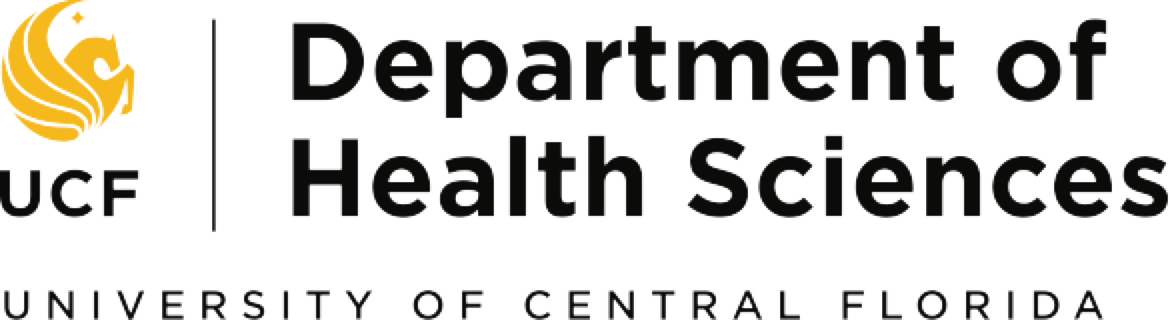 UCF
Department of
Health Sciences
UNIVERSITY OF CENTRAL FLORIDA